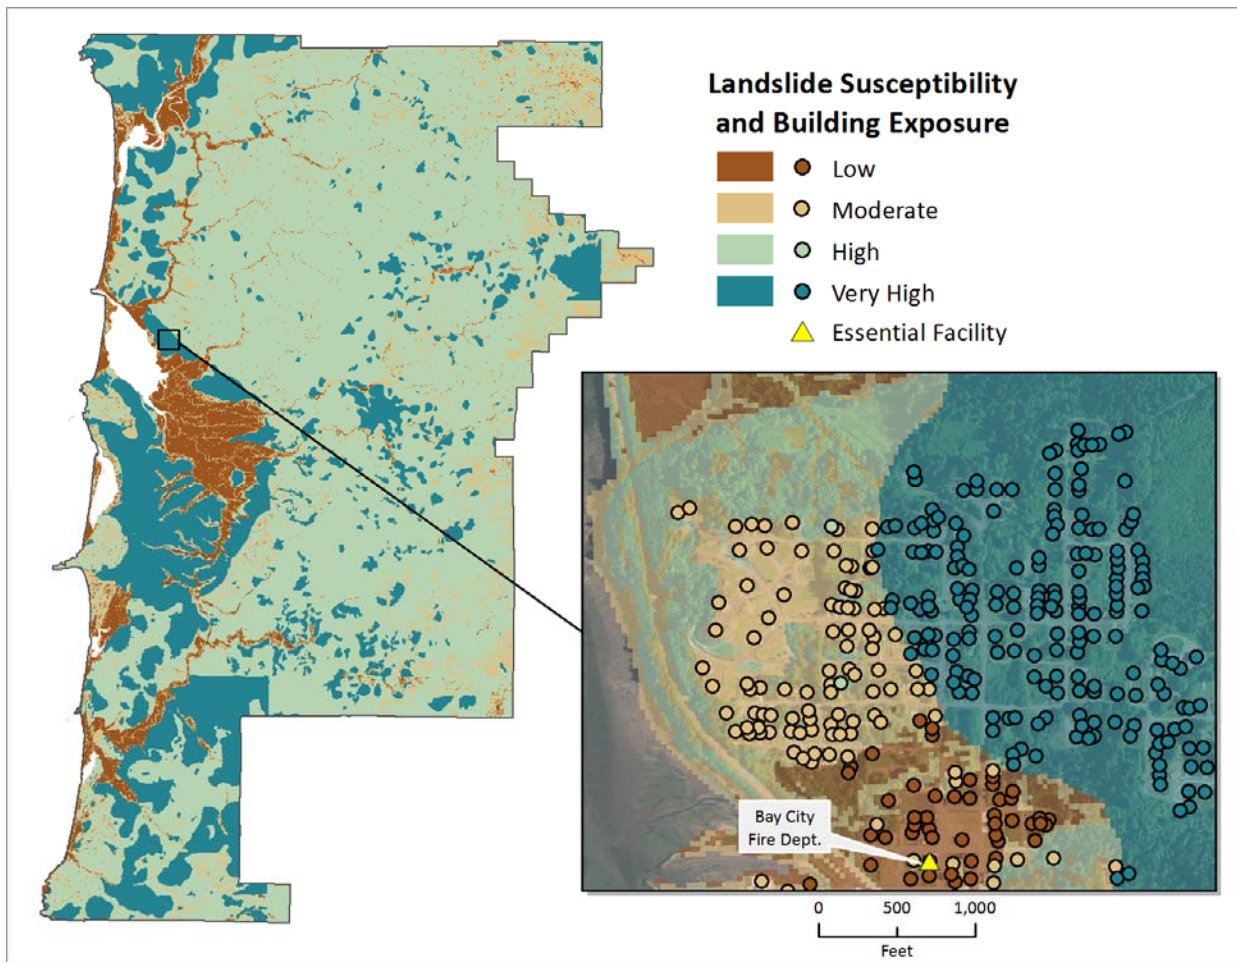 Landslide Susceptibility
and Building Exposure
Low
Moderate
High
Very High
Essential Facility
Bay City
Fire Dept.
0 500 1,000
Feet